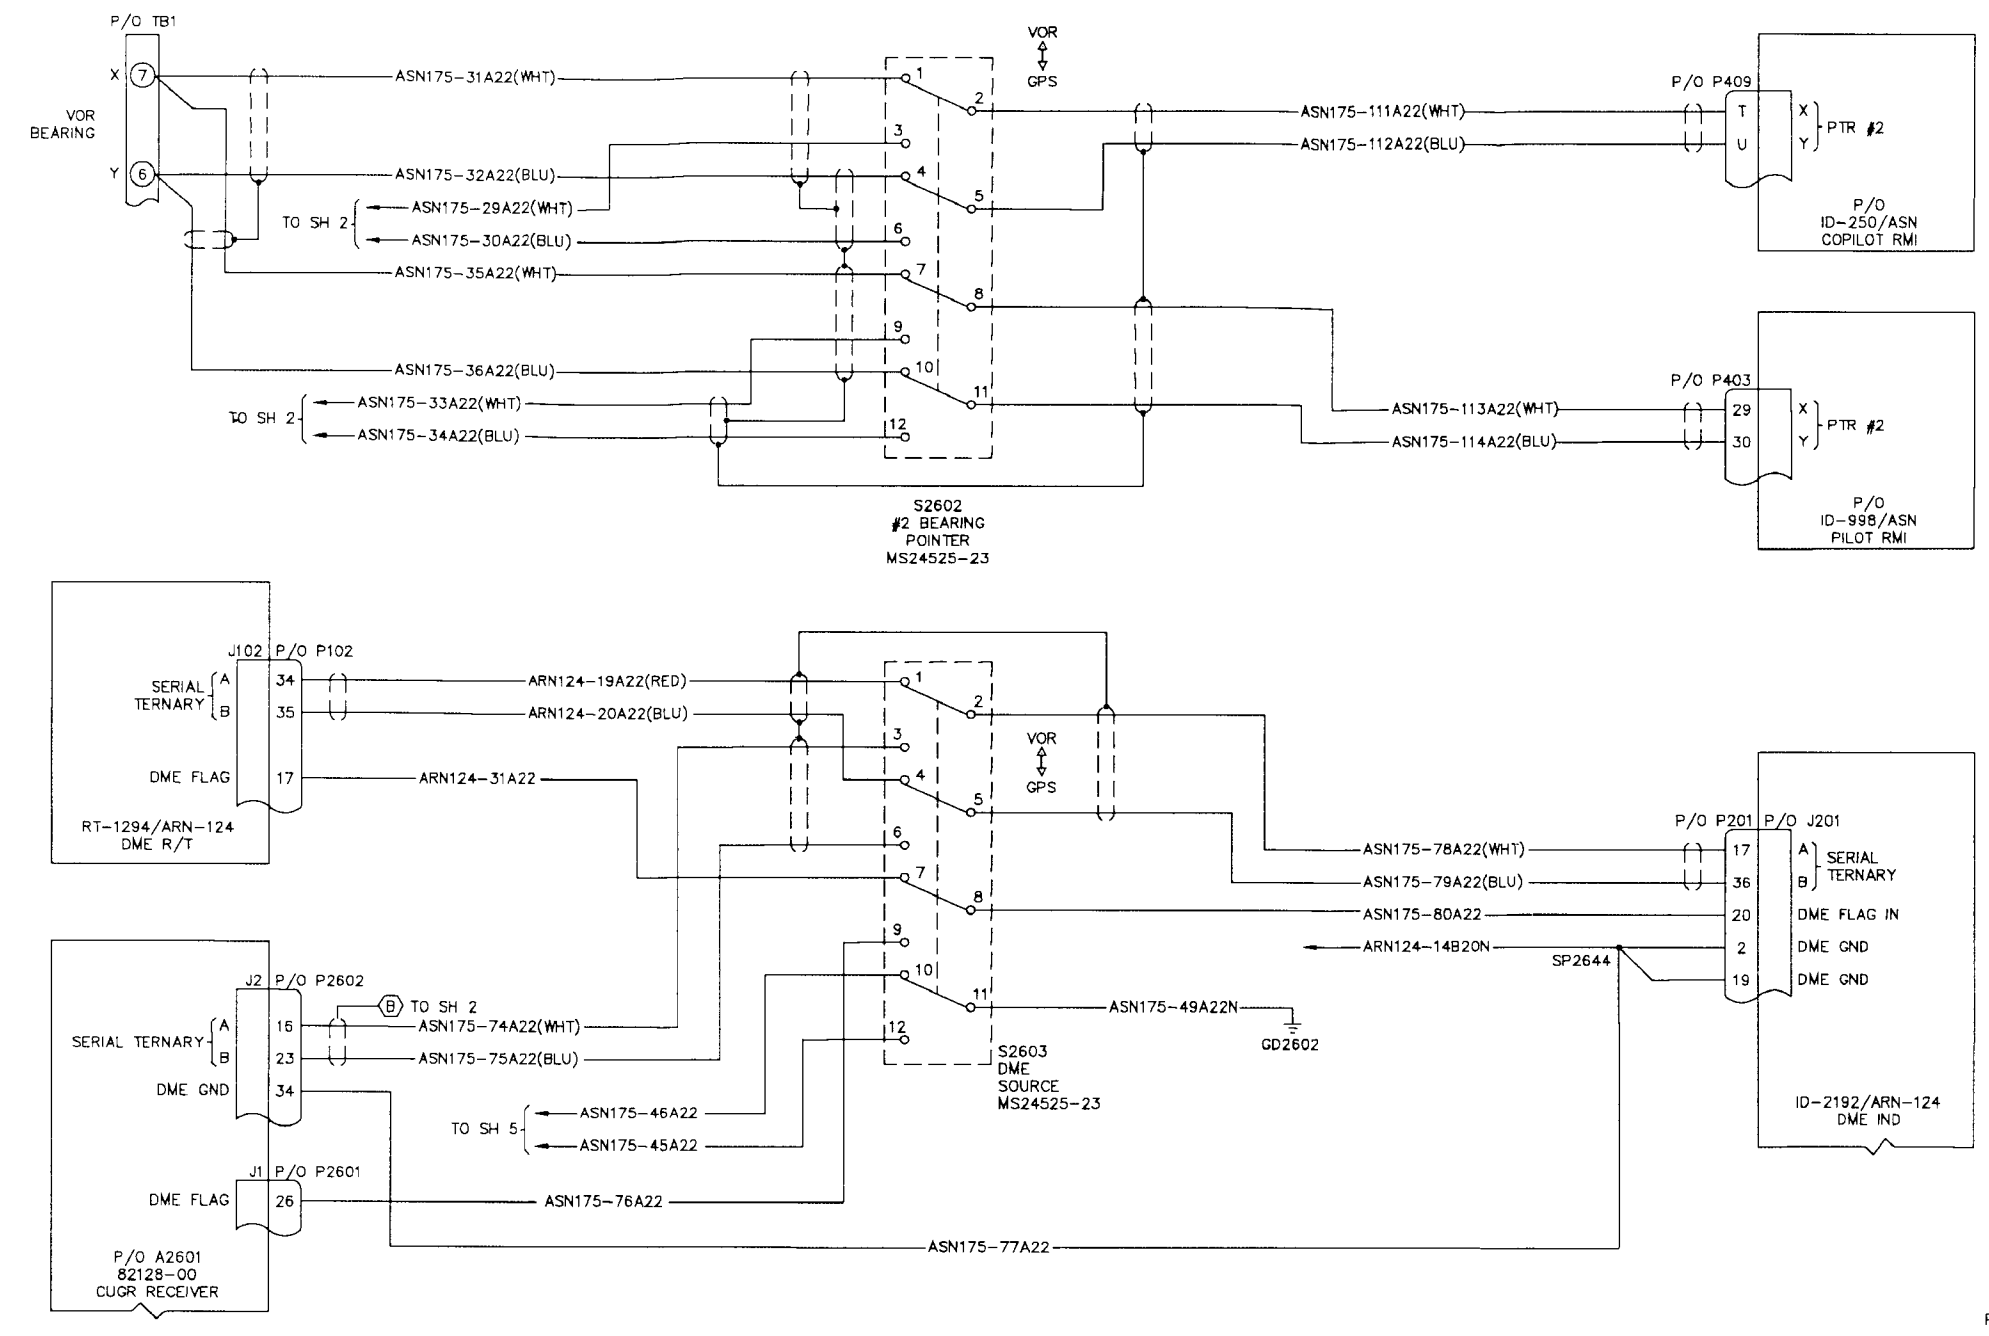 P/O TB1
X 7
VOR
BEARING
Y 6
ASN175-31A22(WHT)
ASN175-32A22(BLU)
TO SH 2
ASN175-29A22(WHT)
ASN175-30A22(BLU)
ASN175-35A22(WHT)
ASN175-36A22(BLU)
TO SH 2
ASN175-33A22(WHT)
ASN175-34A22(BLU)
1
2
3
4
5
6
7
8
9
10
11
12
VOR
GPS
S2602
#2 BEARING
POINTER
MS24525-23
ASN175-111A22(WHT)
ASN175-112A22(BLU)
P/O P409
T X
U Y
PTR #2
P/O
ID-250/ASN
COPILOT RMI
ASN175-113A22(WHT)
ASN175-114A22(BLU)
P/O P403
29 X
30 Y
PTR #2
P/O
ID-998/ASN
PILOT RMI
J102 P/O P102
SERIAL
TERNARY
A 34
B 35
DME FLAG 17
RT-1294/ARN-124
DME R/T
ARN124-19A22(RED)
ARN124-20A22(BLU)
ARN124-31A22
1
2
3
4
5
6
7
8
9
10
11
12
VOR
GPS
S2603
DME
SOURCE
MS24525-23
ASN175-78A22(WHT)
ASN175-79A22(BLU)
ASN175-80A22
ARN124-14B20N
SP2644
ASN175-49A22N
GD2602
P/O P201 P/O J201
17 A
36 B
SERIAL
TERNARY
20 DME FLAG IN
2 DME GND
19 DME GND
ID-2192/ARN-124
DME IND
J2 P/O P2602
B TO SH 2
SERIAL TERNARY
A 16
B 23
DME GND 34
ASN175-74A22(WHT)
ASN175-75A22(BLU)
TO SH 5
ASN175-46A22
ASN175-45A22
J1 P/O P2601
DME FLAG 26
ASN175-76A22
ASN175-77A22
P/O A2601
82128-00
CUGR RECEIVER